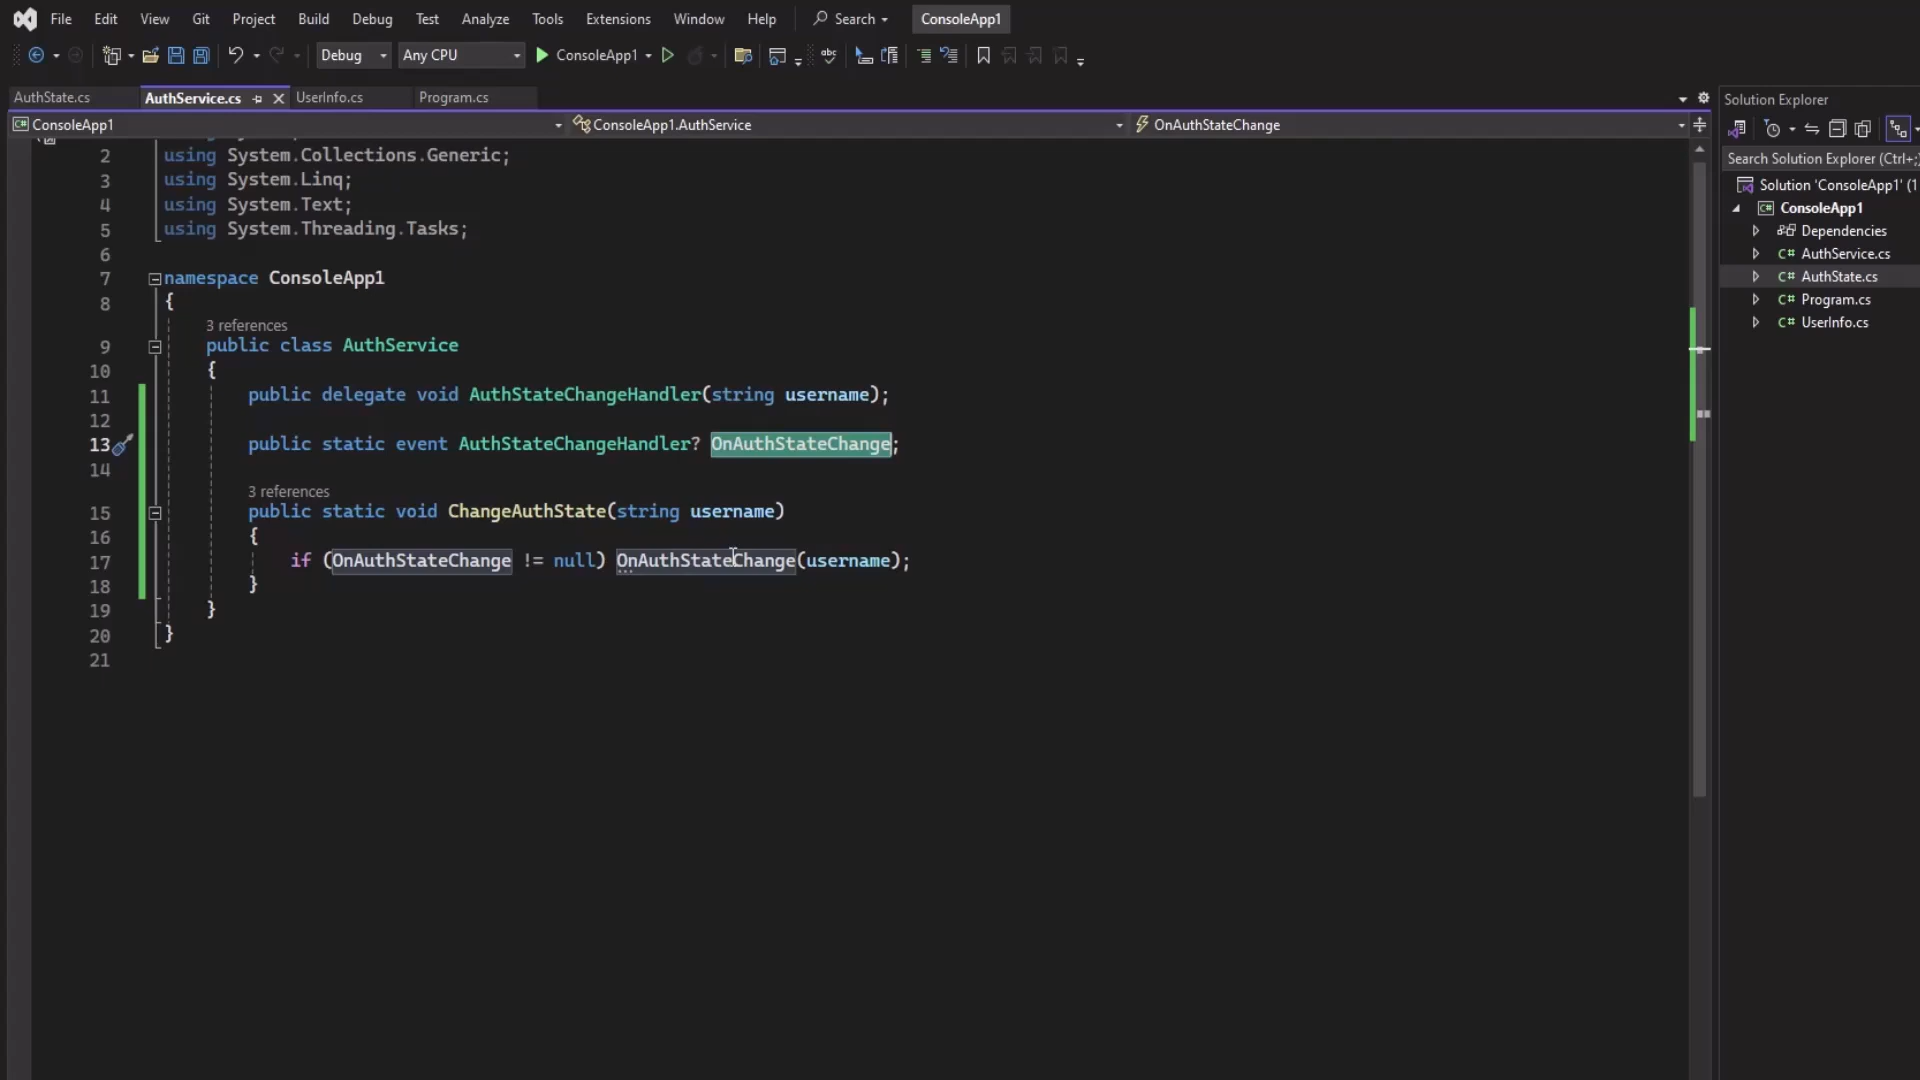 File Edit View Git Project Build Debug Test Analyze Tools Extensions Window Help Search ConsoleApp1
Debug Any CPU ConsoleApp1
AuthState.cs AuthService.cs UserInfo.cs Program.cs
ConsoleApp1 ConsoleApp1.AuthService OnAuthStateChange
2 using System.Collections.Generic;
3 using System.Linq;
4 using System.Text;
5 using System.Threading.Tasks;
6
7 namespace ConsoleApp1
8 {
3 references
9 public class AuthService
10 {
11 public delegate void AuthStateChangeHandler(string username);
12
13 public static event AuthStateChangeHandler? OnAuthStateChange;
14
3 references
15 public static void ChangeAuthState(string username)
16 {
17 if (OnAuthStateChange != null) OnAuthStateChange(username);
18 }
19 }
20 }
21
Solution Explorer
Search Solution Explorer (Ctrl+;
Solution 'ConsoleApp1' (1
ConsoleApp1
Dependencies
C# AuthService.cs
C# AuthState.cs
C# Program.cs
C# UserInfo.cs